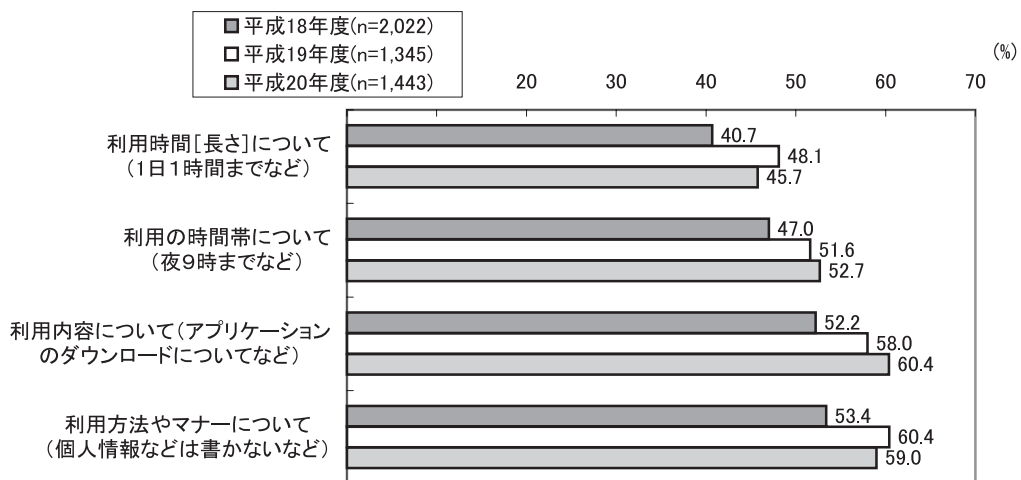 平成18年度(n=2,022)
平成19年度(n=1,345)
平成20年度(n=1,443)
(%)
20 30 40 50 60 70
利用時間[長さ]について
(1日1時間までなど)
40.7
48.1
45.7
利用の時間帯について
(夜9時までなど)
47.0
51.6
52.7
利用内容について(アプリケーション
のダウンロードについてなど)
52.2
58.0
60.4
利用方法やマナーについて
(個人情報などは書かないなど)
53.4
60.4
59.0